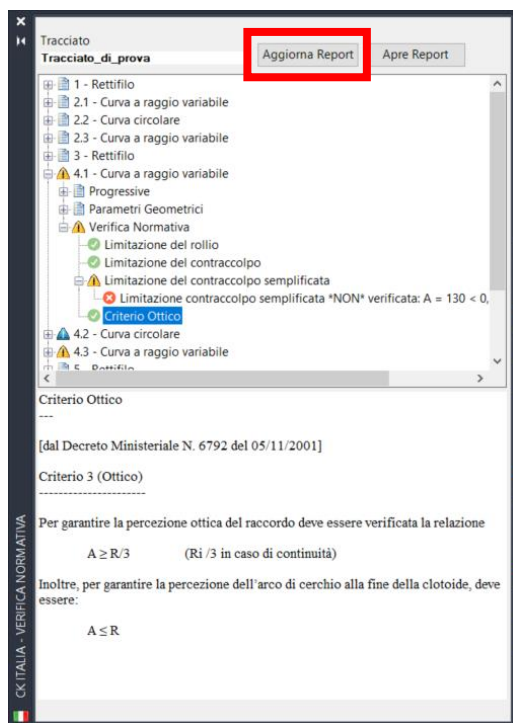 Tracciato
Tracciato_di_prova
Aggiorna Report
Apre Report
1 - Rettifilo
2.1 - Curva a raggio variabile
2.2 - Curva circolare
2.3 - Curva a raggio variabile
3 - Rettifilo
4.1 - Curva a raggio variabile
Progressive
Parametri Geometrici
Verifica Normativa
Limitazione del rollio
Limitazione del contraccolpo
Limitazione del contraccolpo semplificata
Limitazione contraccolpo semplificata *NON* verificata: A = 130 < 0,
Criterio Ottico
4.2 - Curva circolare
4.3 - Curva a raggio variabile
5 - Rettifilo
Criterio Ottico
---
[dal Decreto Ministeriale N. 6792 del 05/11/2001]
Criterio 3 (Ottico)
----------------------
Per garantire la percezione ottica del raccordo deve essere verificata la relazione
A ≥ R/3 (Ri /3 in caso di continuità)
Inoltre, per garantire la percezione dell'arco di cerchio alla fine della clotoide, deve
essere:
A ≤ R
CK ITALIA - VERIFICA NORMATIVA